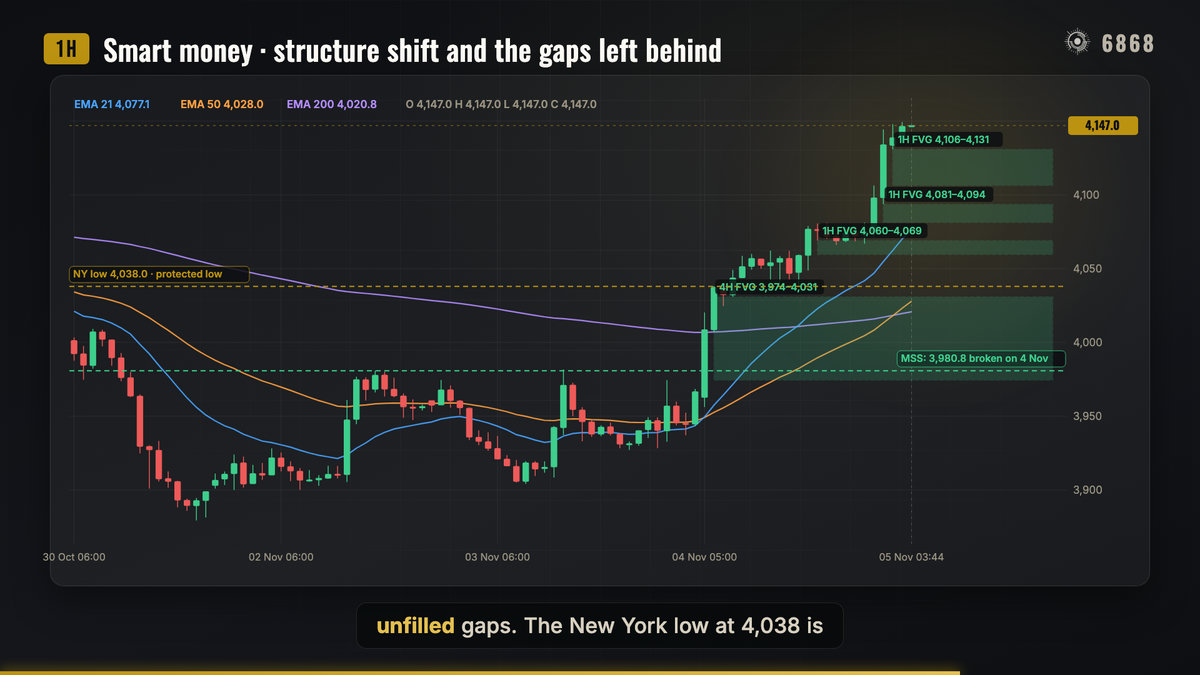 1H Smart money · structure shift and the gaps left behind
6868
EMA 21 4,077.1 EMA 50 4,028.0 EMA 200 4,020.8 O 4,147.0 H 4,147.0 L 4,147.0 C 4,147.0
4,147.0
1H FVG 4,106–4,131
1H FVG 4,081–4,094
4,100
1H FVG 4,060–4,069
4,050
NY low 4,038.0 · protected low
4H FVG 3,974–4,031
4,000
MSS: 3,980.8 broken on 4 Nov
3,950
3,900
30 Oct 06:00 02 Nov 06:00 03 Nov 06:00 04 Nov 05:00 05 Nov 03:44
unfilled gaps. The New York low at 4,038 is